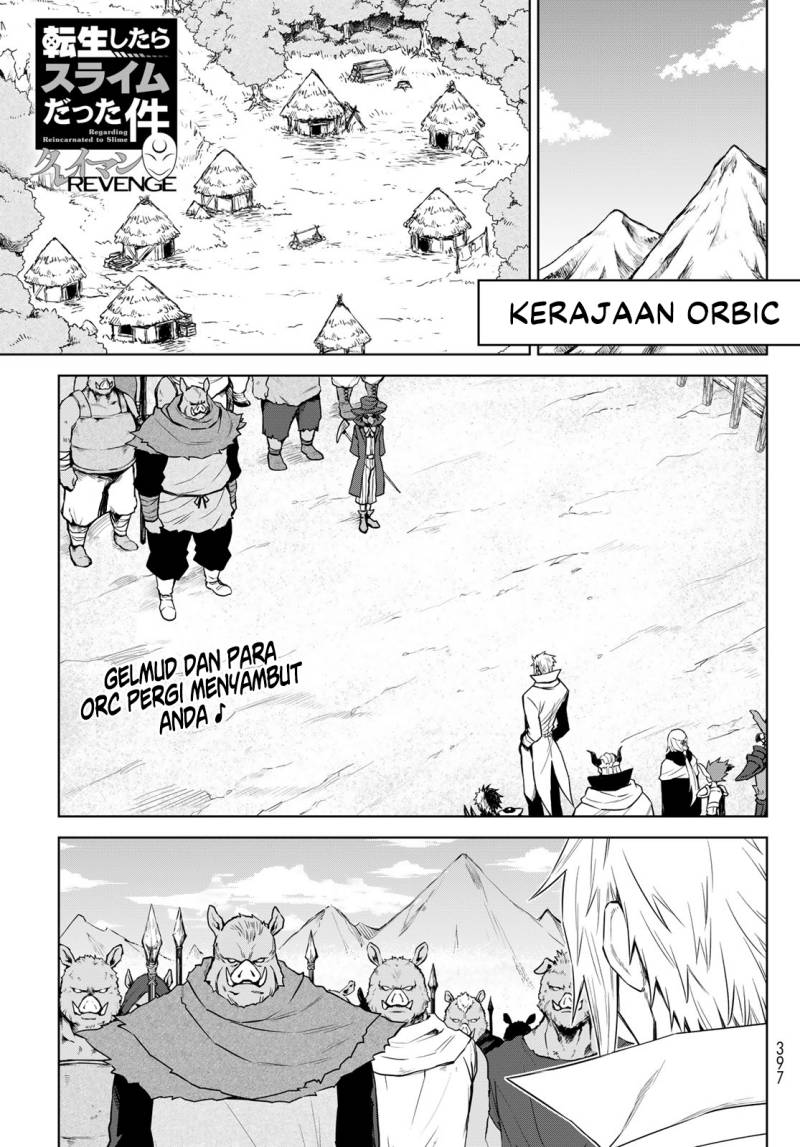 転生したら
スライム
だった件
Regarding
Reincarnated to Slime
クレイマン
REVENGE
KERAJAAN ORBIC
GELMUD DAN PARA
ORC PERGI MENYAMBUT
ANDA ♪
397